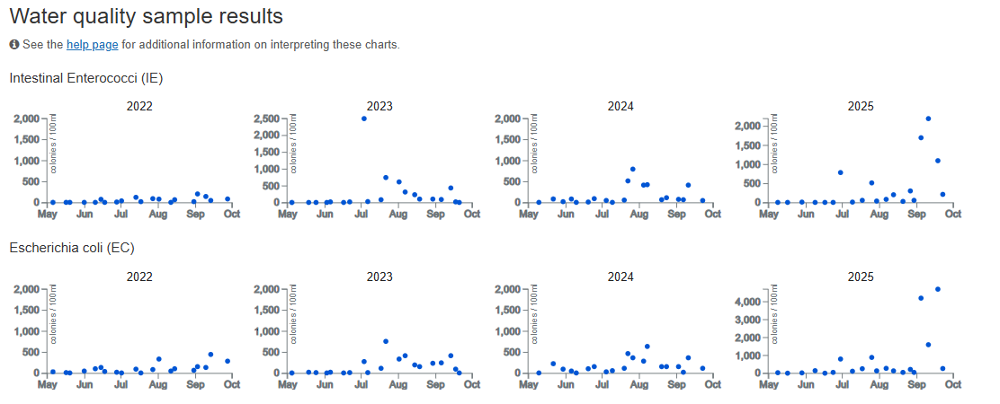 Water quality sample results
See the help page for additional information on interpreting these charts.
Intestinal Enterococci (IE)
2022
2,000
1,500
1,000
500
0
colonies / 100ml
May Jun Jul Aug Sep Oct
2023
2,500
2,000
1,500
1,000
500
0
colonies / 100ml
May Jun Jul Aug Sep Oct
2024
2,000
1,500
1,000
500
0
colonies / 100ml
May Jun Jul Aug Sep Oct
2025
2,000
1,500
1,000
500
0
colonies / 100ml
May Jun Jul Aug Sep Oct
Escherichia coli (EC)
2022
2,000
1,500
1,000
500
0
colonies / 100ml
May Jun Jul Aug Sep Oct
2023
2,000
1,500
1,000
500
0
colonies / 100ml
May Jun Jul Aug Sep Oct
2024
2,000
1,500
1,000
500
0
colonies / 100ml
May Jun Jul Aug Sep Oct
2025
4,000
3,000
2,000
1,000
0
colonies / 100ml
May Jun Jul Aug Sep Oct